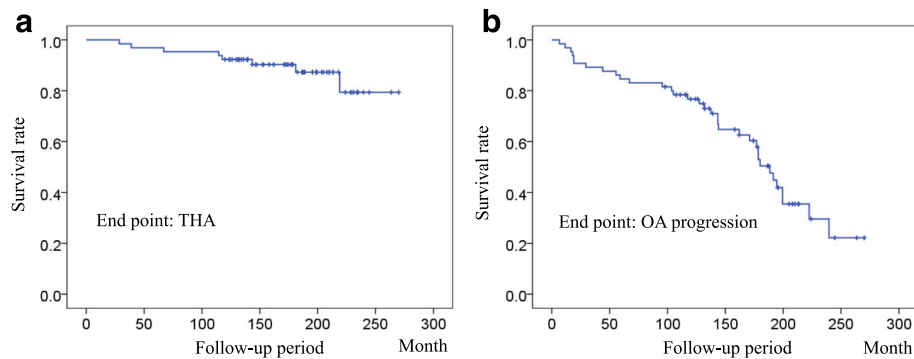 a
1.0
0.8
0.6
0.4
0.2
0.0
Survival rate
End point: THA
0 50 100 150 200 250 300
Follow-up period Month
b
1.0
0.8
0.6
0.4
0.2
0.0
Survival rate
End point: OA progression
0 50 100 150 200 250 300
Follow-up period Month